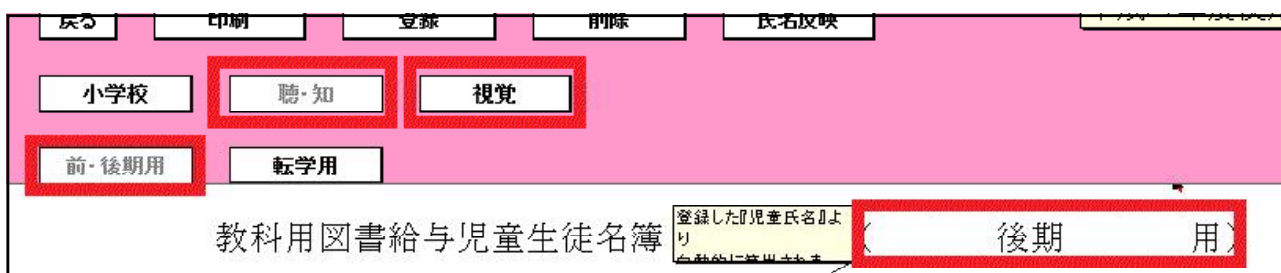 戻る 印刷 登録 削除 氏名反映
小学校 聴・知 視覚
前・後期用 転学用
教科用図書給与児童生徒名簿 ( 後期 用)
登録した『児童氏名』よ
り
自動的に算出される